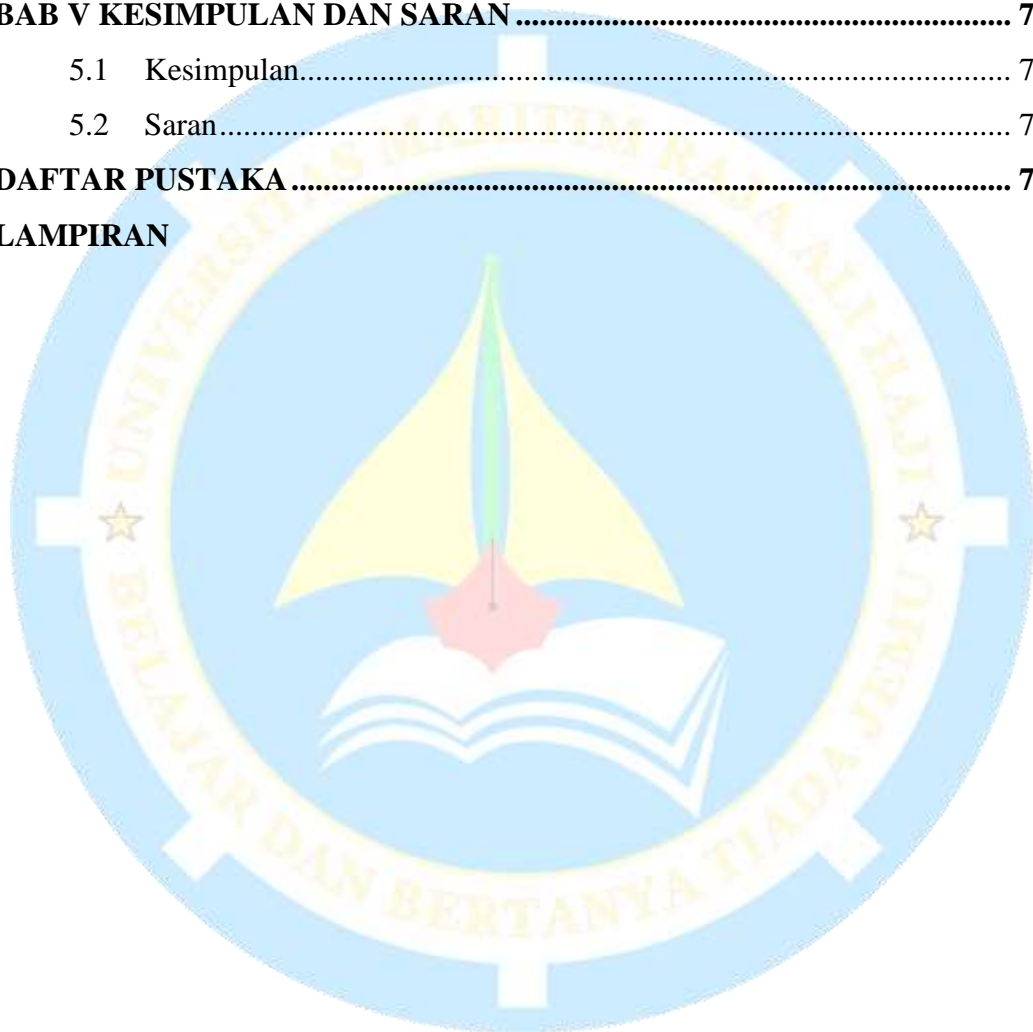 BAB V KESIMPULAN DAN SARAN ........................................................ 7
5.1 Kesimpulan................................................................................ 7
5.2 Saran......................................................................................... 7
DAFTAR PUSTAKA ............................................................................. 7
LAMPIRAN
UNIVERSITAS MARITIM RAJA ALI HAJI
BELAJAR DAN BERTANYA TIADA JEMU